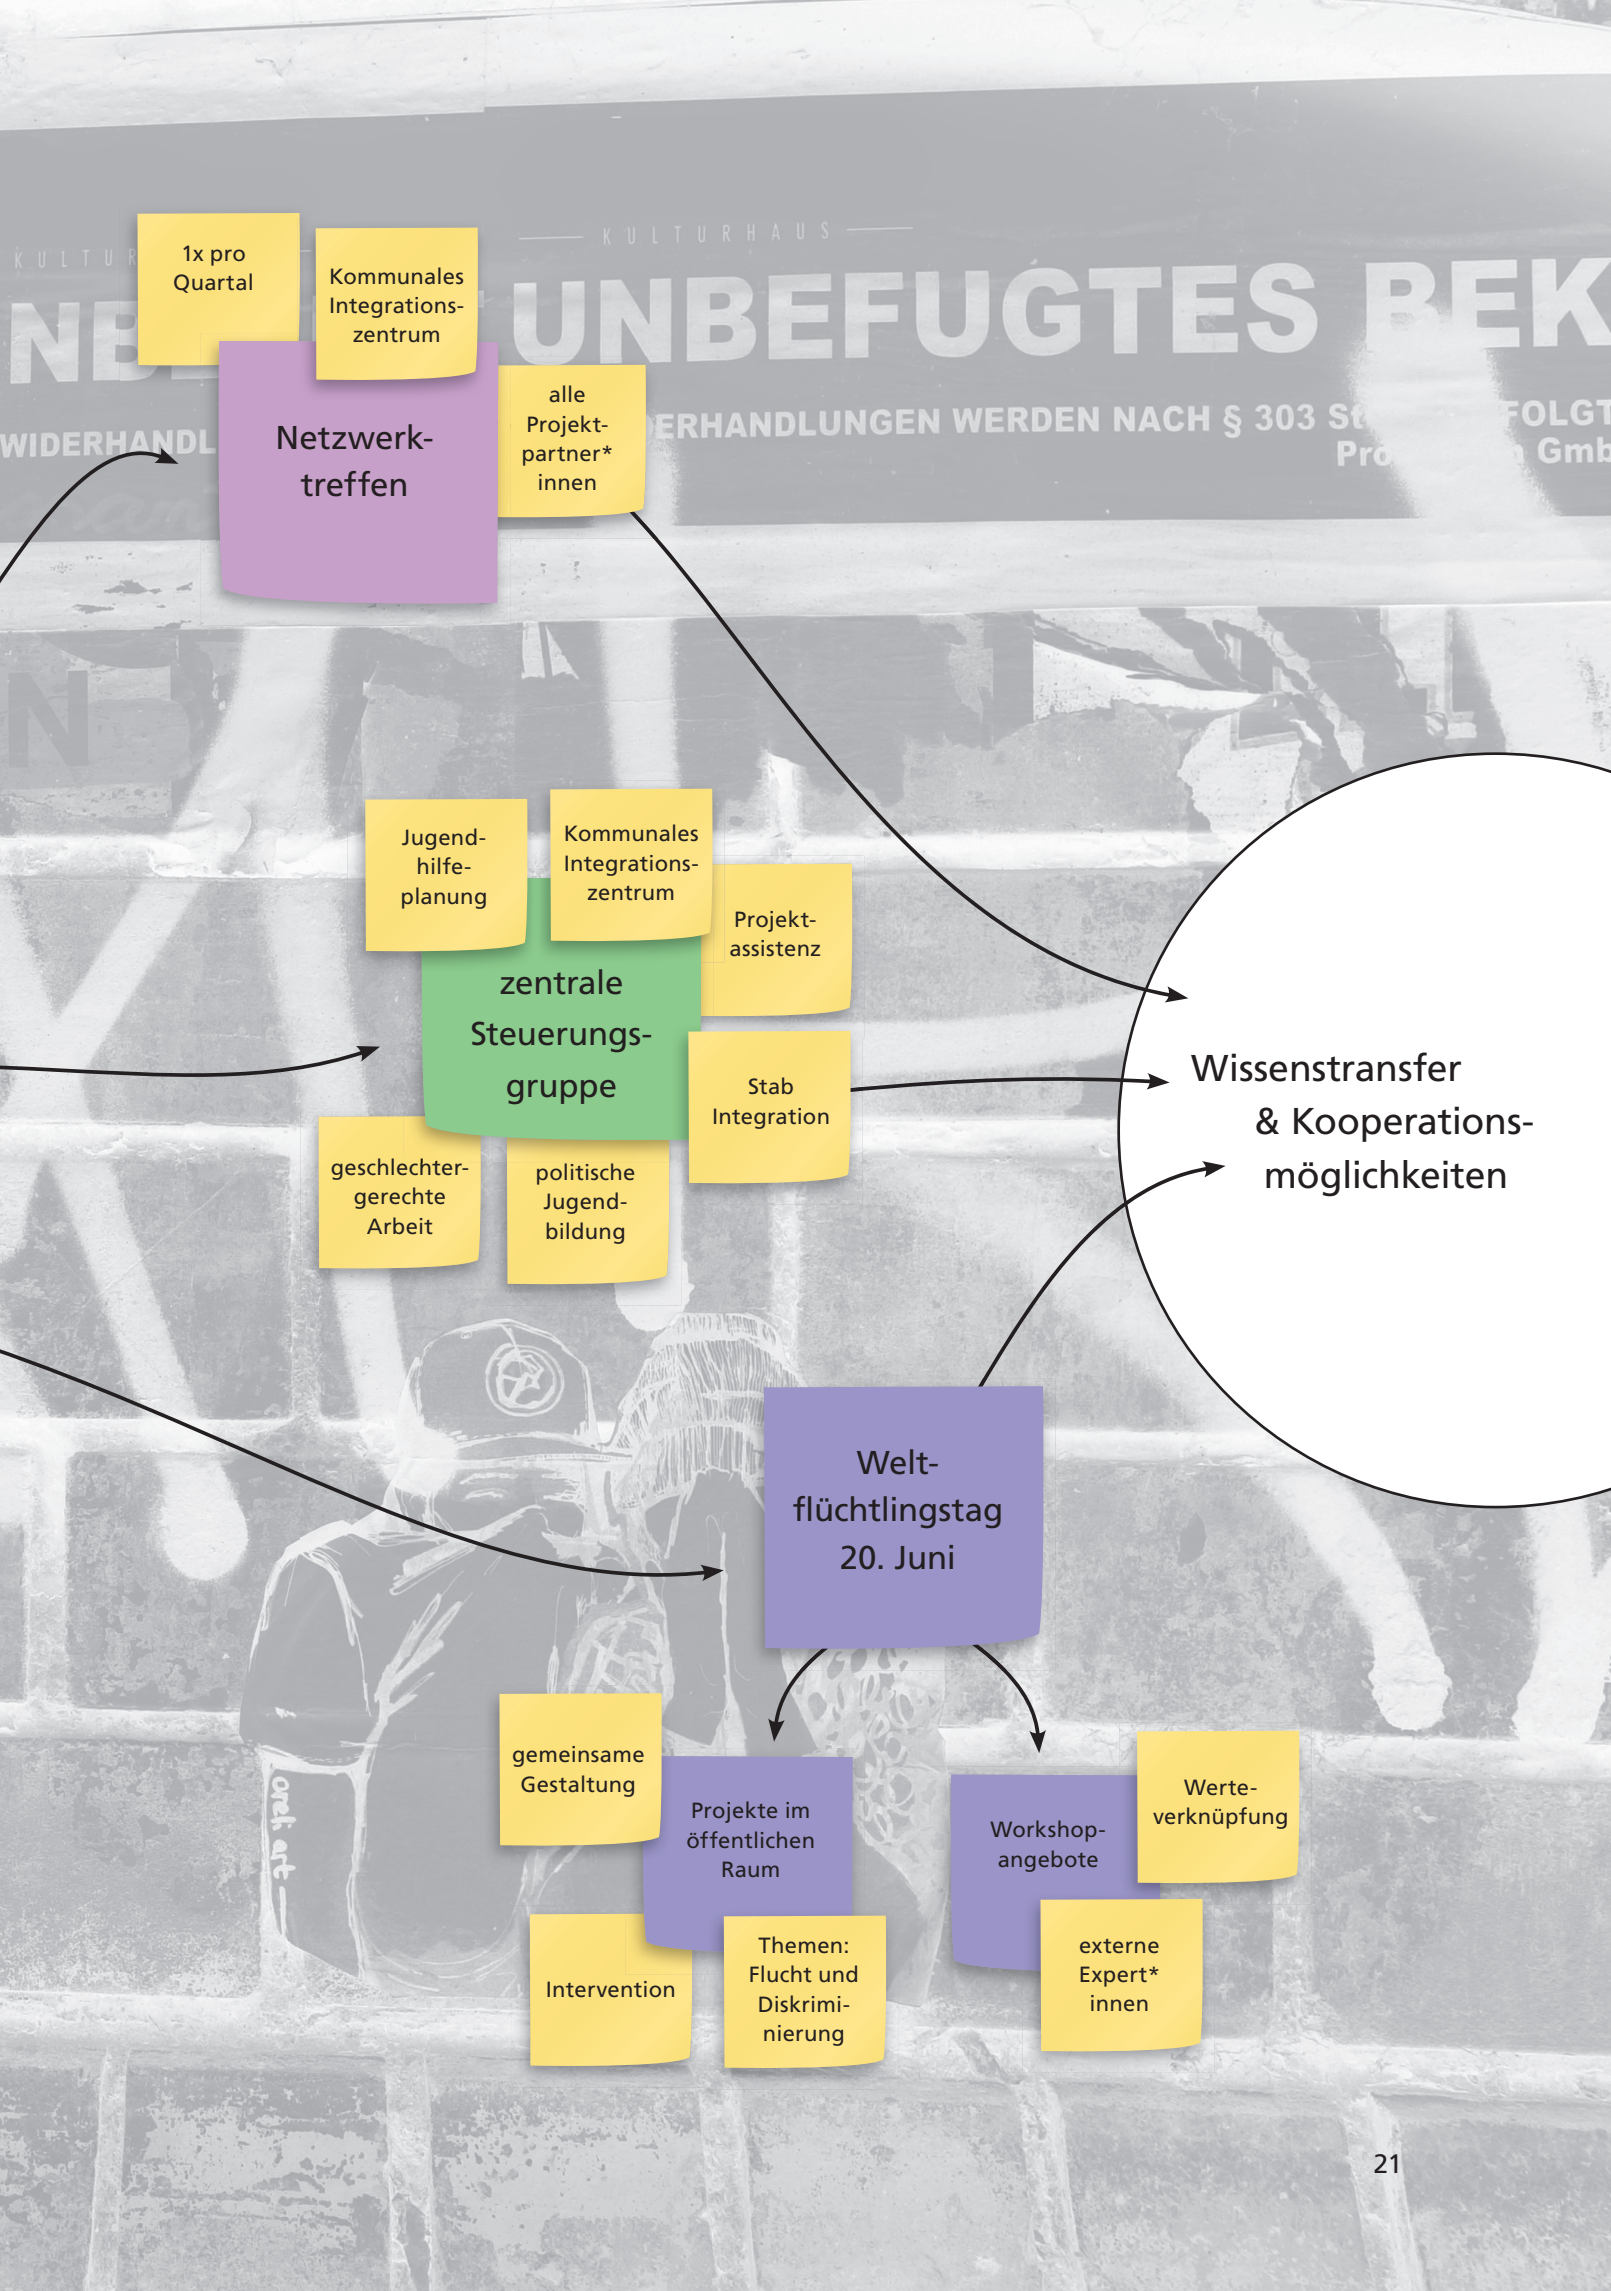 KULTURHAUS
UNBEFUGTES BEK
ERHANDLUNGEN WERDEN NACH § 303 St
FOLGT
WIDERHANDL
1x pro
Quartal
Kommunales
Integrations-
zentrum
alle
Projekt-
partner*
innen
Netzwerk-
treffen
Jugend-
hilfe-
planung
Kommunales
Integrations-
zentrum
Projekt-
assistenz
zentrale
Steuerungs-
gruppe
Stab
Integration
geschlechter-
gerechte
Arbeit
politische
Jugend-
bildung
Wissenstransfer
& Kooperations-
möglichkeiten
Welt-
flüchtlingstag
20. Juni
gemeinsame
Gestaltung
Projekte im
öffentlichen
Raum
Intervention
Themen:
Flucht und
Diskrimi-
nierung
Workshop-
angebote
Werte-
verknüpfung
externe
Expert*
innen
oreli art
21